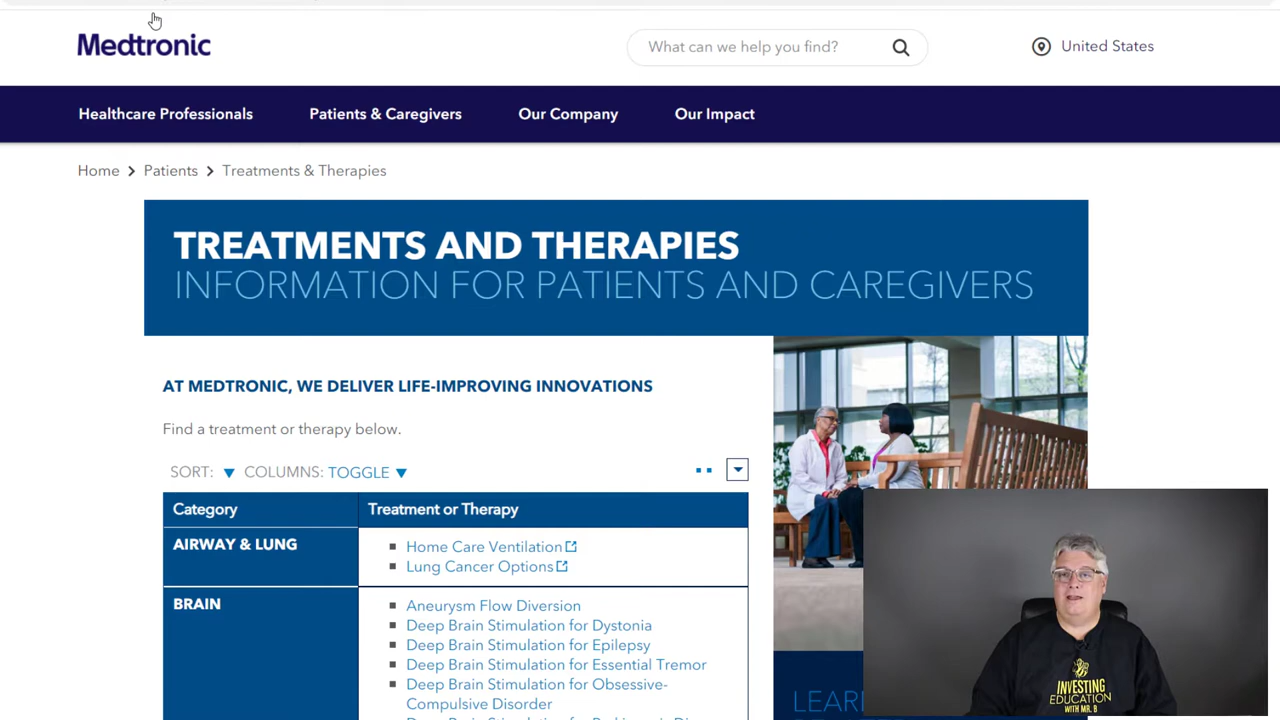 Medtronic
What can we help you find?
United States
Healthcare Professionals
Patients & Caregivers
Our Company
Our Impact
Home > Patients > Treatments & Therapies
TREATMENTS AND THERAPIES
INFORMATION FOR PATIENTS AND CAREGIVERS
AT MEDTRONIC, WE DELIVER LIFE-IMPROVING INNOVATIONS
Find a treatment or therapy below.
SORT: COLUMNS: TOGGLE
Category
Treatment or Therapy
AIRWAY & LUNG
Home Care Ventilation
Lung Cancer Options
BRAIN
Aneurysm Flow Diversion
Deep Brain Stimulation for Dystonia
Deep Brain Stimulation for Epilepsy
Deep Brain Stimulation for Essential Tremor
Deep Brain Stimulation for Obsessive-
Compulsive Disorder
INVESTING
EDUCATION
WITH MR. B